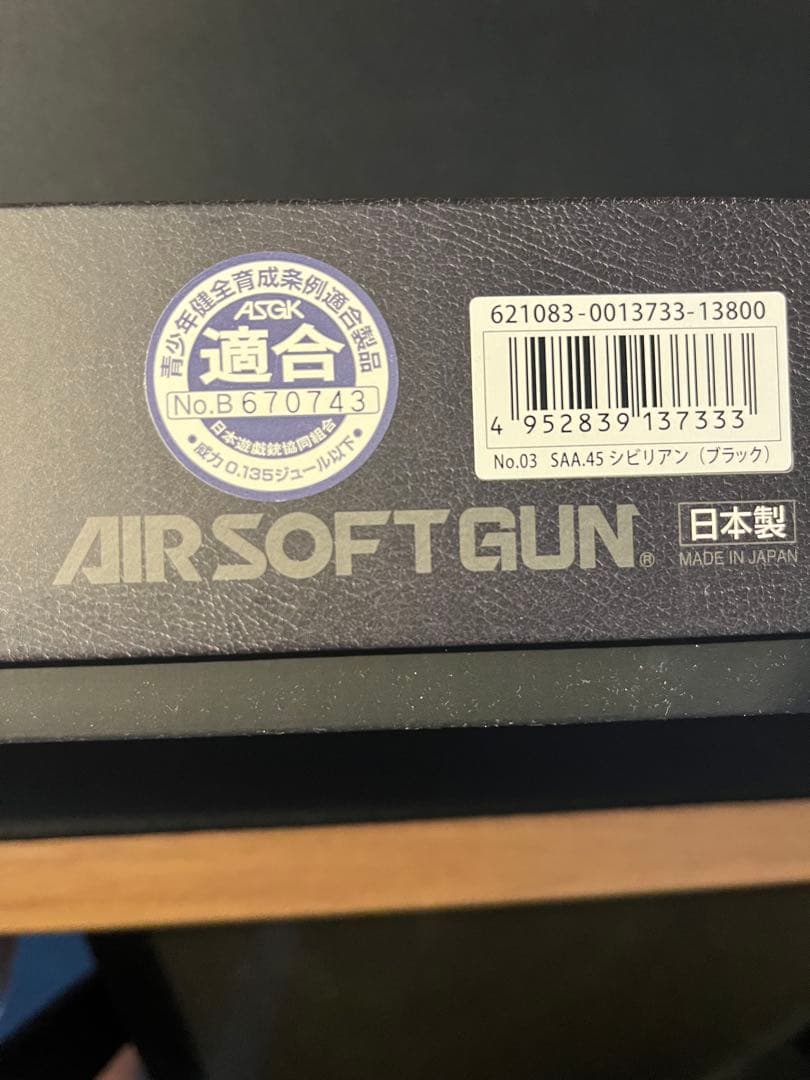 青少年健全育成条例適合製品
ASGK
適合
No.B 670743
日本遊戯銃協同組合
●威力 0.135ジュール以下●
621083-0013733-13800
4 952839 137333
No.03 SAA.45 シビリアン（ブラック）
AIRSOFTGUN®
日本製
MADE IN JAPAN